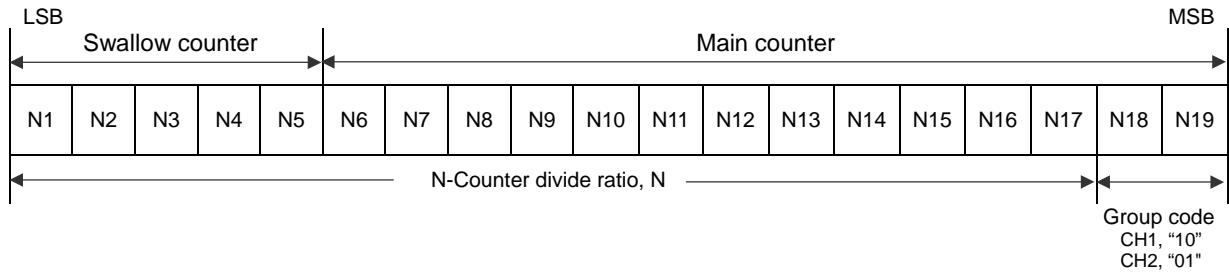 LSB MSB
Swallow counter Main counter
N1 N2 N3 N4 N5 N6 N7 N8 N9 N10 N11 N12 N13 N14 N15 N16 N17 N18 N19
N-Counter divide ratio, N
Group code
CH1, “10”
CH2, “01"